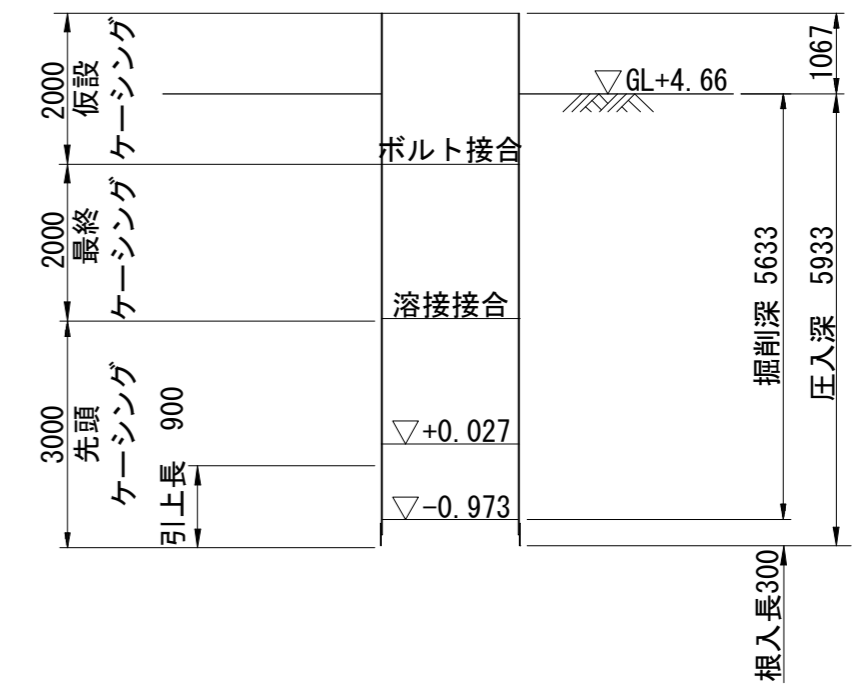 2000
仮設
ケーシング
2000
最終
ケーシング
3000
先頭
ケーシング
引上長 900
ボルト接合
溶接接合
▽+0.027
▽-0.973
▽GL+4.66
1067
掘削深 5633
圧入深 5933
根入長300